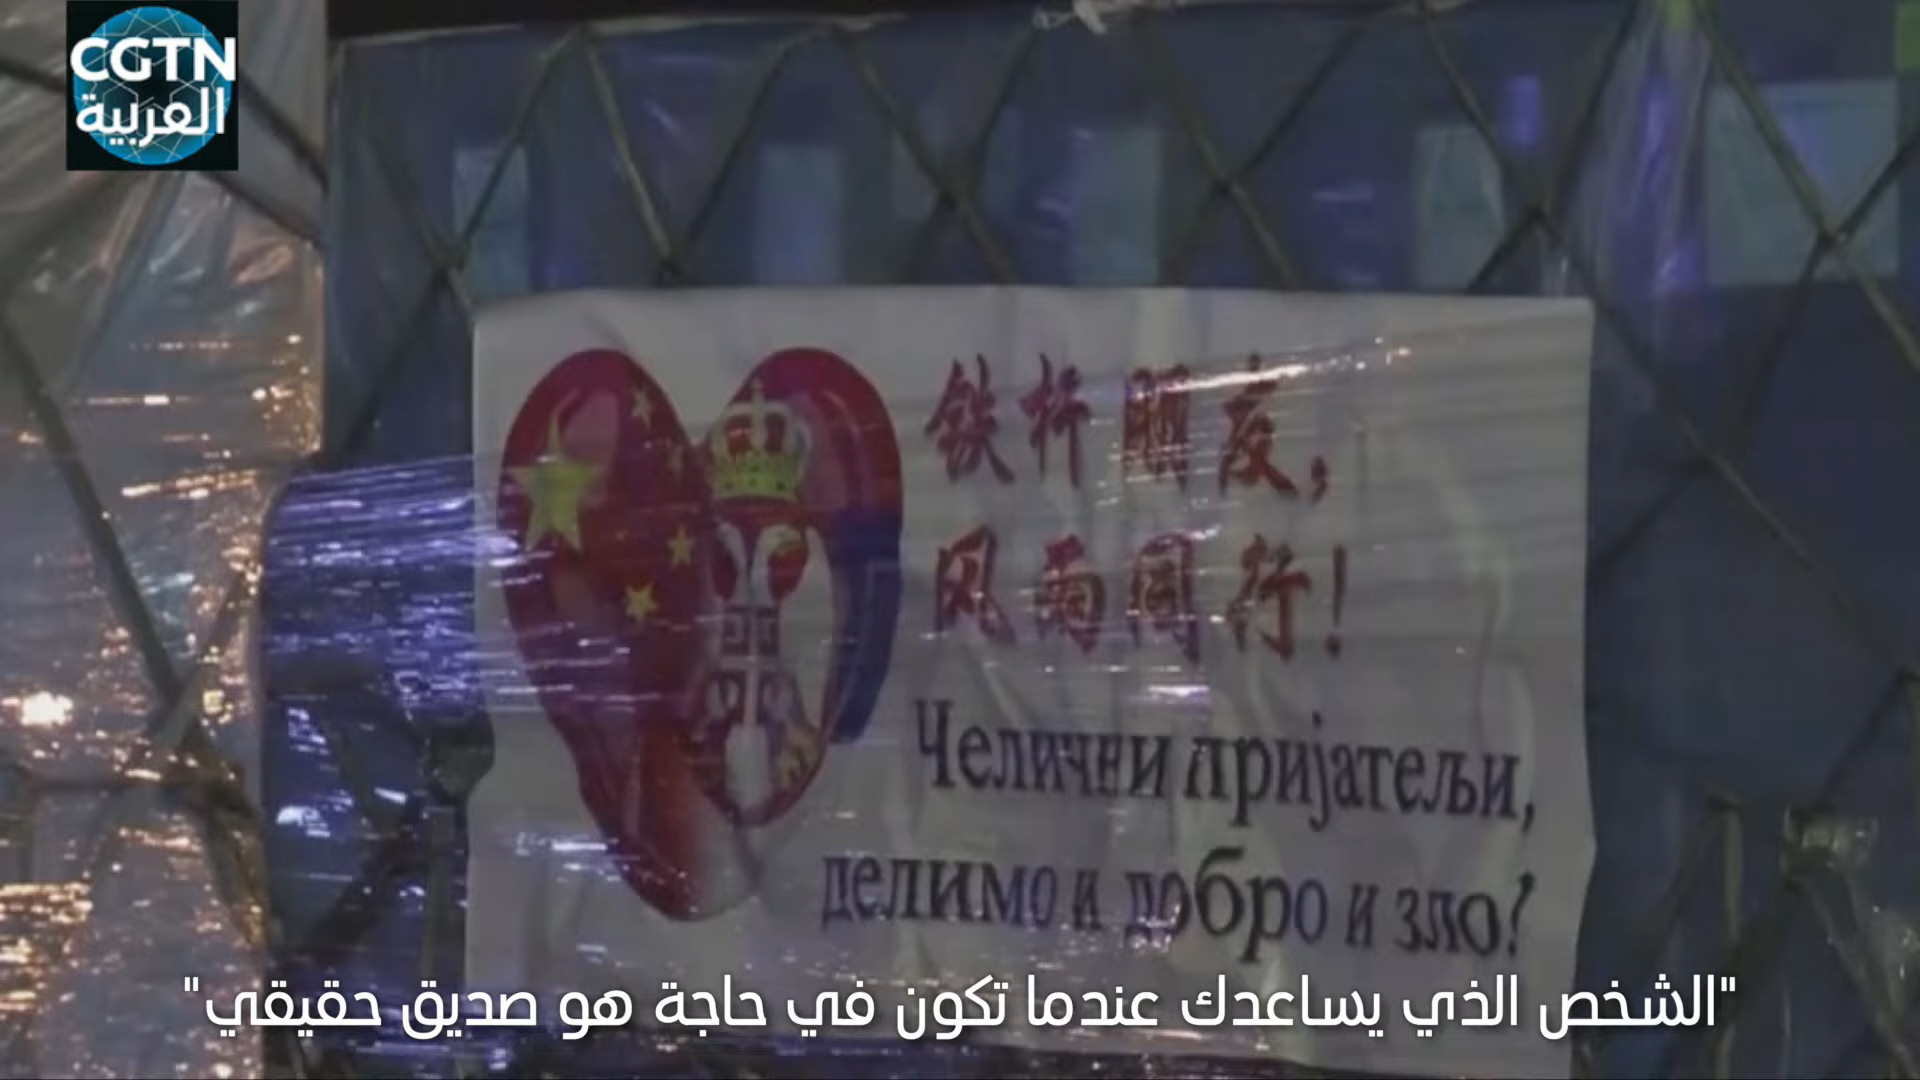 CGTN
العربية
铁杆朋友,
风雨同行!
Челични пријатељи,
делимо и добро и зло!
"الشخص الذي يساعدك عندما تكون في حاجة هو صديق حقيقي"